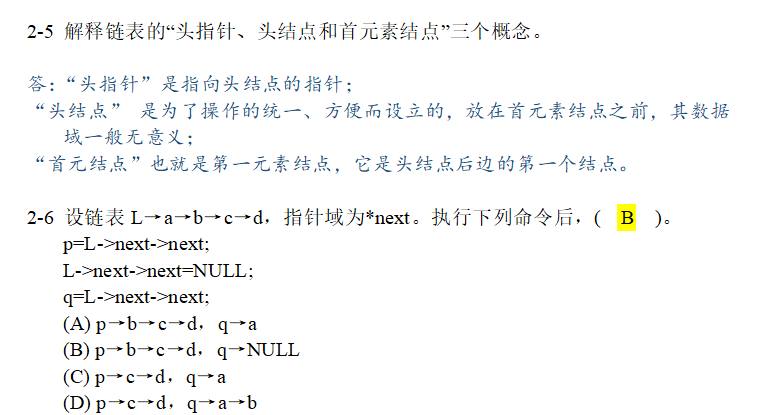 2-5 解释链表的“头指针、头结点和首元素结点”三个概念。
答：“头指针”是指向头结点的指针；
“头结点” 是为了操作的统一、方便而设立的，放在首元素结点之前，其数据
域一般无意义；
“首元结点”也就是第一元素结点，它是头结点后边的第一个结点。
2-6 设链表 L→a→b→c→d，指针域为*next。执行下列命令后，( B )。
p=L->next->next;
L->next->next=NULL;
q=L->next->next;
(A) p→b→c→d，q→a
(B) p→b→c→d，q→NULL
(C) p→c→d，q→a
(D) p→c→d，q→a→b